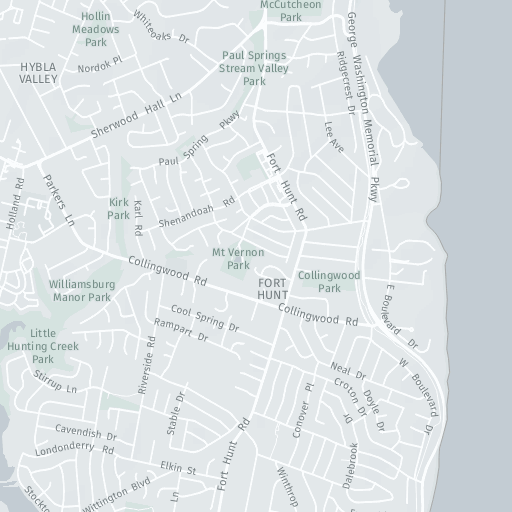 McCutcheon
Park
Hollin
Meadows
Park
Whiteoaks Dr
George Washington Memorial Pkwy
Nordok Pl
Paul Springs
Stream Valley
Park
Ridgecrest Dr
HYBLA
VALLEY
Sherwood Hall Ln
Lee Ave
Paul Spring Pkwy
Fort Hunt Rd
Holland Rd
Parkers Ln
Kirk
Park
Karl Rd
Shenandoah Rd
Mt Vernon
Park
Collingwood Rd
Williamsburg
Manor Park
FORT
HUNT
Collingwood
Park
E Boulevard Dr
Collingwood Rd
Cool Spring Dr
Rampart Dr
Little
Hunting Creek
Park
Riverside Rd
Stirrup Ln
Neal Dr
W Boulevard Dr
Croton Dr
Doyle Dr
Conover Pl
Stable Dr
Dalebrook Dr
Fort Hunt Rd
Cavendish Dr
Londonderry Rd
Elkin St
Wittington Blvd
Ln
Winthrop
Stockto